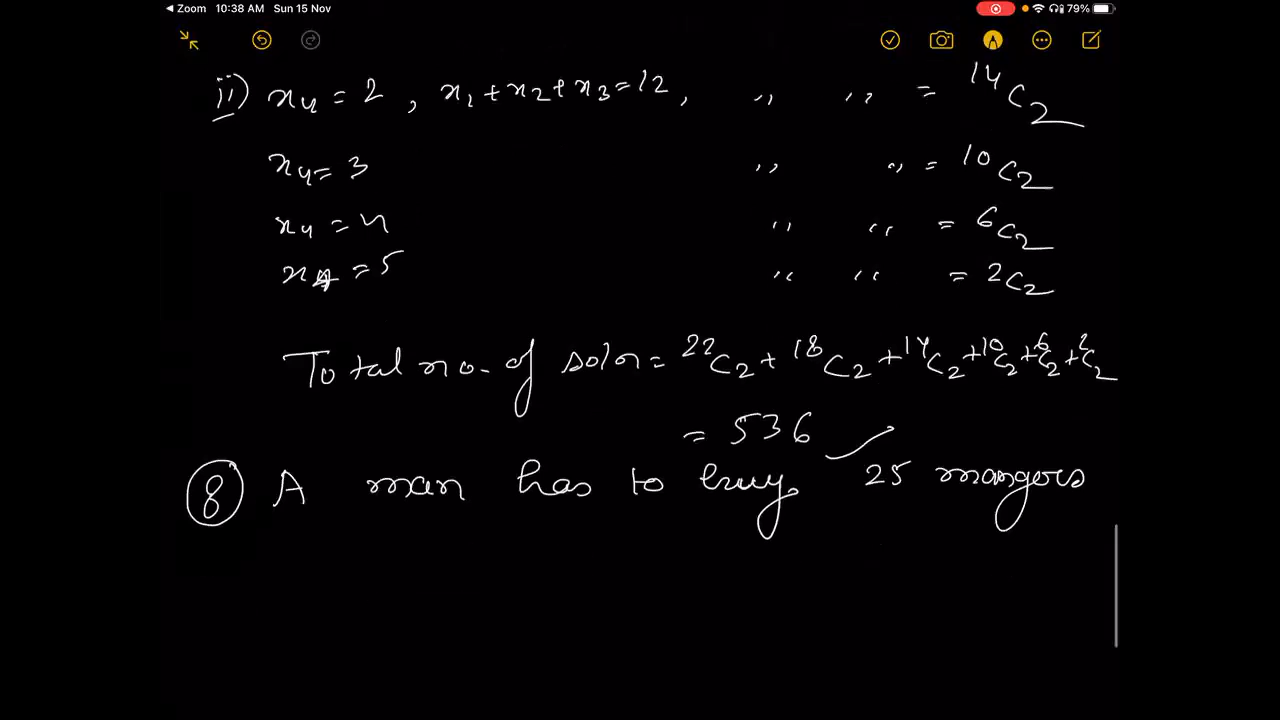 Zoom 10:38 AM Sun 15 Nov 79%
ii) x₄ = 2 , x₁ + x₂ + x₃ = 12, ,, ,, = ¹⁴C₂
x₄ = 3 ,, ,, = ¹⁰C₂
x₄ = 4 ,, ,, = ⁶C₂
x₄ = 5 ,, ,, = ²C₂
Total no. of soln = ²²C₂ + ¹⁸C₂ + ¹⁴C₂ + ¹⁰C₂ + ⁶C₂ + ²C₂
= 536
8 A man has to buy 25 mangoes